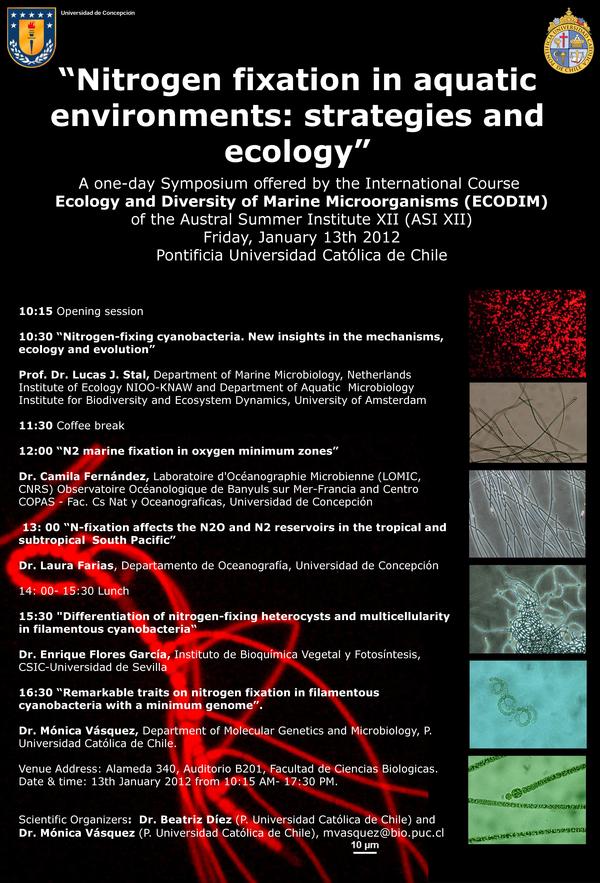 Universidad de Concepción
“Nitrogen fixation in aquatic
environments: strategies and
ecology”
A one-day Symposium offered by the International Course
Ecology and Diversity of Marine Microorganisms (ECODIM)
of the Austral Summer Institute XII (ASI XII)
Friday, January 13th 2012
Pontificia Universidad Católica de Chile
10:15 Opening session
10:30 “Nitrogen-fixing cyanobacteria. New insights in the mechanisms,
ecology and evolution”
Prof. Dr. Lucas J. Stal, Department of Marine Microbiology, Netherlands
Institute of Ecology NIOO-KNAW and Department of Aquatic Microbiology
Institute for Biodiversity and Ecosystem Dynamics, University of Amsterdam
11:30 Coffee break
12:00 “N2 marine fixation in oxygen minimum zones”
Dr. Camila Fernández, Laboratoire d'Océanographie Microbienne (LOMIC,
CNRS) Observatoire Océanologique de Banyuls sur Mer-Francia and Centro
COPAS - Fac. Cs Nat y Oceanograficas, Universidad de Concepción
13: 00 “N-fixation affects the N2O and N2 reservoirs in the tropical and
subtropical South Pacific”
Dr. Laura Farias, Departamento de Oceanografía, Universidad de Concepción
14: 00- 15:30 Lunch
15:30 "Differentiation of nitrogen-fixing heterocysts and multicellularity
in filamentous cyanobacteria“
Dr. Enrique Flores García, Instituto de Bioquímica Vegetal y Fotosíntesis,
CSIC-Universidad de Sevilla
16:30 “Remarkable traits on nitrogen fixation in filamentous
cyanobacteria with a minimum genome”.
Dr. Mónica Vásquez, Department of Molecular Genetics and Microbiology, P.
Universidad Católica de Chile.
Venue Address: Alameda 340, Auditorio B201, Facultad de Ciencias Biologicas.
Date & time: 13th January 2012 from 10:15 AM- 17:30 PM.
Scientific Organizers: Dr. Beatriz Díez (P. Universidad Católica de Chile) and
Dr. Mónica Vásquez (P. Universidad Católica de Chile), mvasquez@bio.puc.cl
10 µm